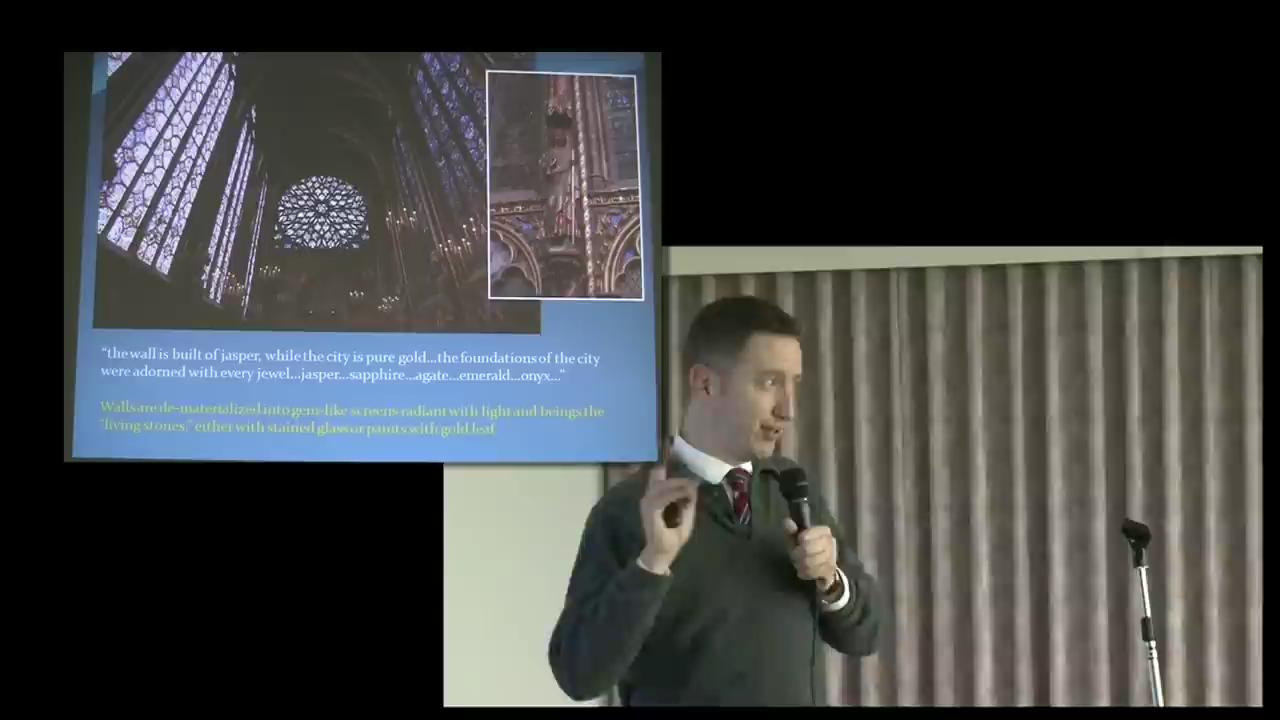 “the wall is built of jasper, while the city is pure gold...the foundations of the city
were adorned with every jewel...jasper...sapphire...agate...emerald...onyx...”
Walls are de-materialized into gem-like screens radiant with light and beings the
“living stones,” either with stained glass or paints with gold leaf